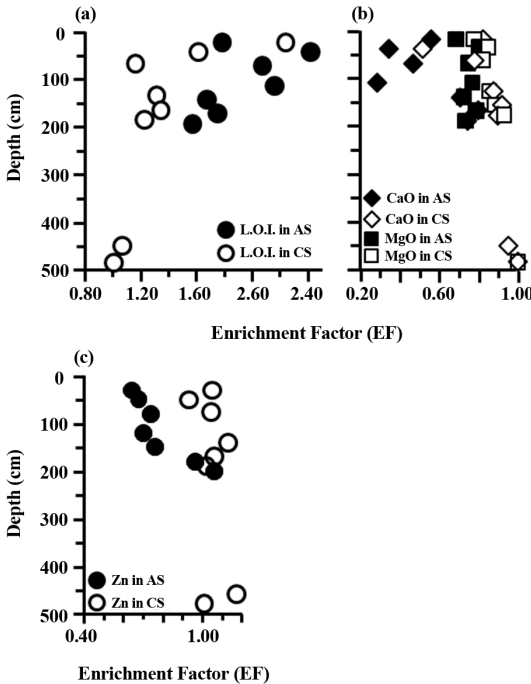 (a)
0
100
200
300
400
500
Depth (cm)
L.O.I. in AS
L.O.I. in CS
0.80 1.20 1.60 2.60 2.40
(b)
CaO in AS
CaO in CS
MgO in AS
MgO in CS
0.20 0.60 1.00
Enrichment Factor (EF)
(c)
0
100
200
300
400
500
Depth (cm)
Zn in AS
Zn in CS
0.40 1.00
Enrichment Factor (EF)